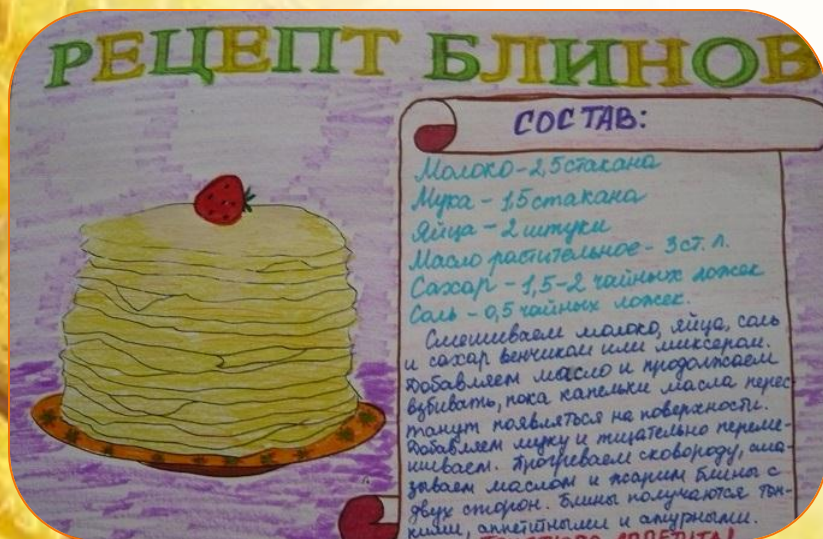 РЕЦЕПТ БЛИНОВ
СОСТАВ:
Молоко - 2,5 стакана
Мука - 1,5 стакана
Яйца - 2 штуки
Масло растительное - 3 ст. л.
Сахар - 1,5-2 чайных ложек
Соль - 0,5 чайных ложек.
Смешиваем молоко, яйца, соль
и сахар венчиком или миксером.
Добавляем масло и продолжаем
взбивать, пока капельки масла перес-
танут появляться на поверхности.
Добавляем муку и тщательно переме-
шиваем. Прогреваем сковороду, сма-
зываем маслом и жарим блины с
двух сторон. Блины получаются тон-
кими, аппетитными и ажурными.
АППЕТИТА!